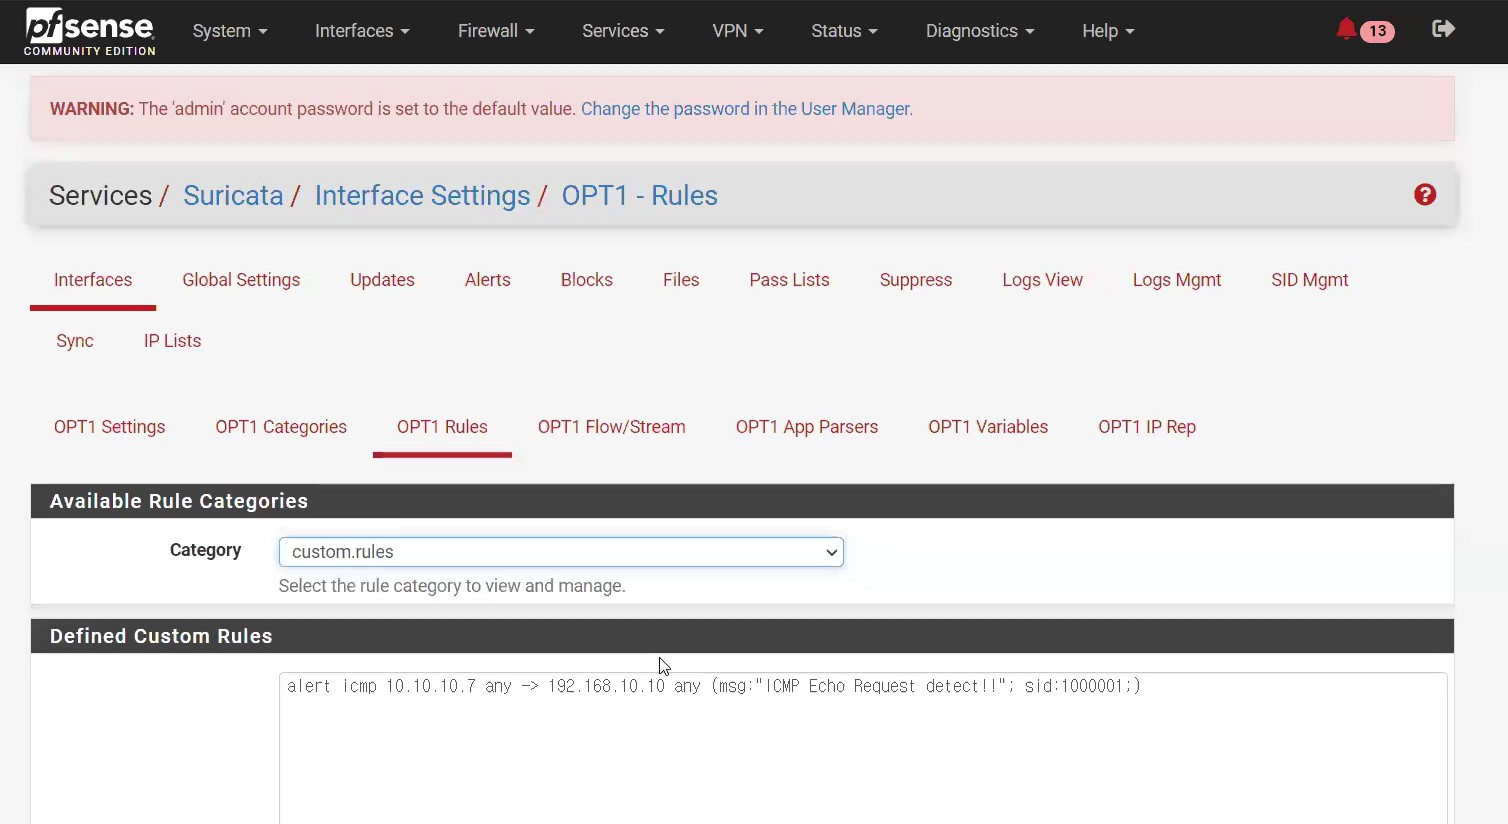 pfsense
COMMUNITY EDITION
System Interfaces Firewall Services VPN Status Diagnostics Help 13
WARNING: The 'admin' account password is set to the default value. Change the password in the User Manager.
Services / Suricata / Interface Settings / OPT1 - Rules
Interfaces Global Settings Updates Alerts Blocks Files Pass Lists Suppress Logs View Logs Mgmt SID Mgmt
Sync IP Lists
OPT1 Settings OPT1 Categories OPT1 Rules OPT1 Flow/Stream OPT1 App Parsers OPT1 Variables OPT1 IP Rep
Available Rule Categories
Category custom.rules
Select the rule category to view and manage.
Defined Custom Rules
alert icmp 10.10.10.7 any -> 192.168.10.10 any (msg:"ICMP Echo Request detect!!"; sid:1000001;)